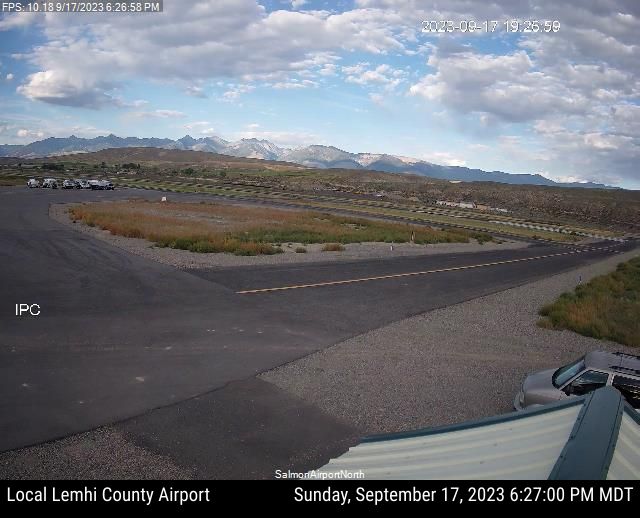 FPS: 10.18 9/17/2023 6:26:58 PM
2023-09-17 19:26:59
IPC
SalmonAirportNorth
Local Lemhi County Airport
Sunday, September 17, 2023 6:27:00 PM MDT